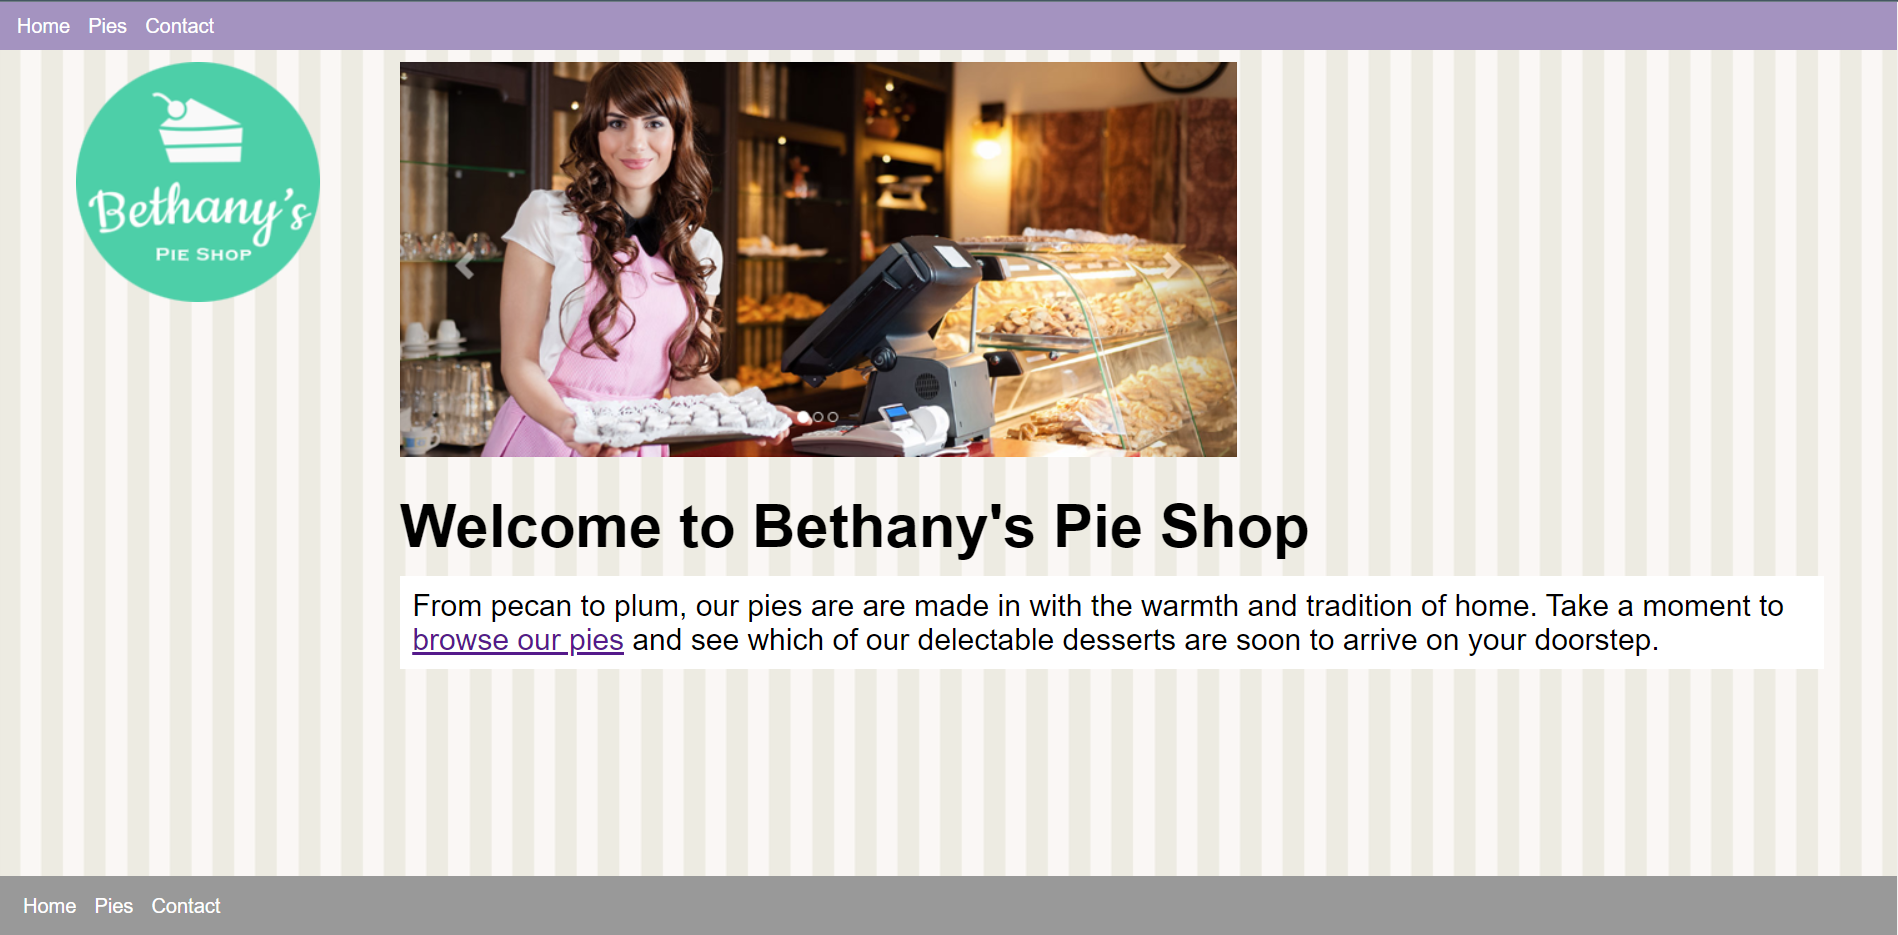 Home Pies Contact
Bethany's
PIE SHOP
Welcome to Bethany's Pie Shop
From pecan to plum, our pies are are made in with the warmth and tradition of home. Take a moment to
browse our pies and see which of our delectable desserts are soon to arrive on your doorstep.
Home Pies Contact